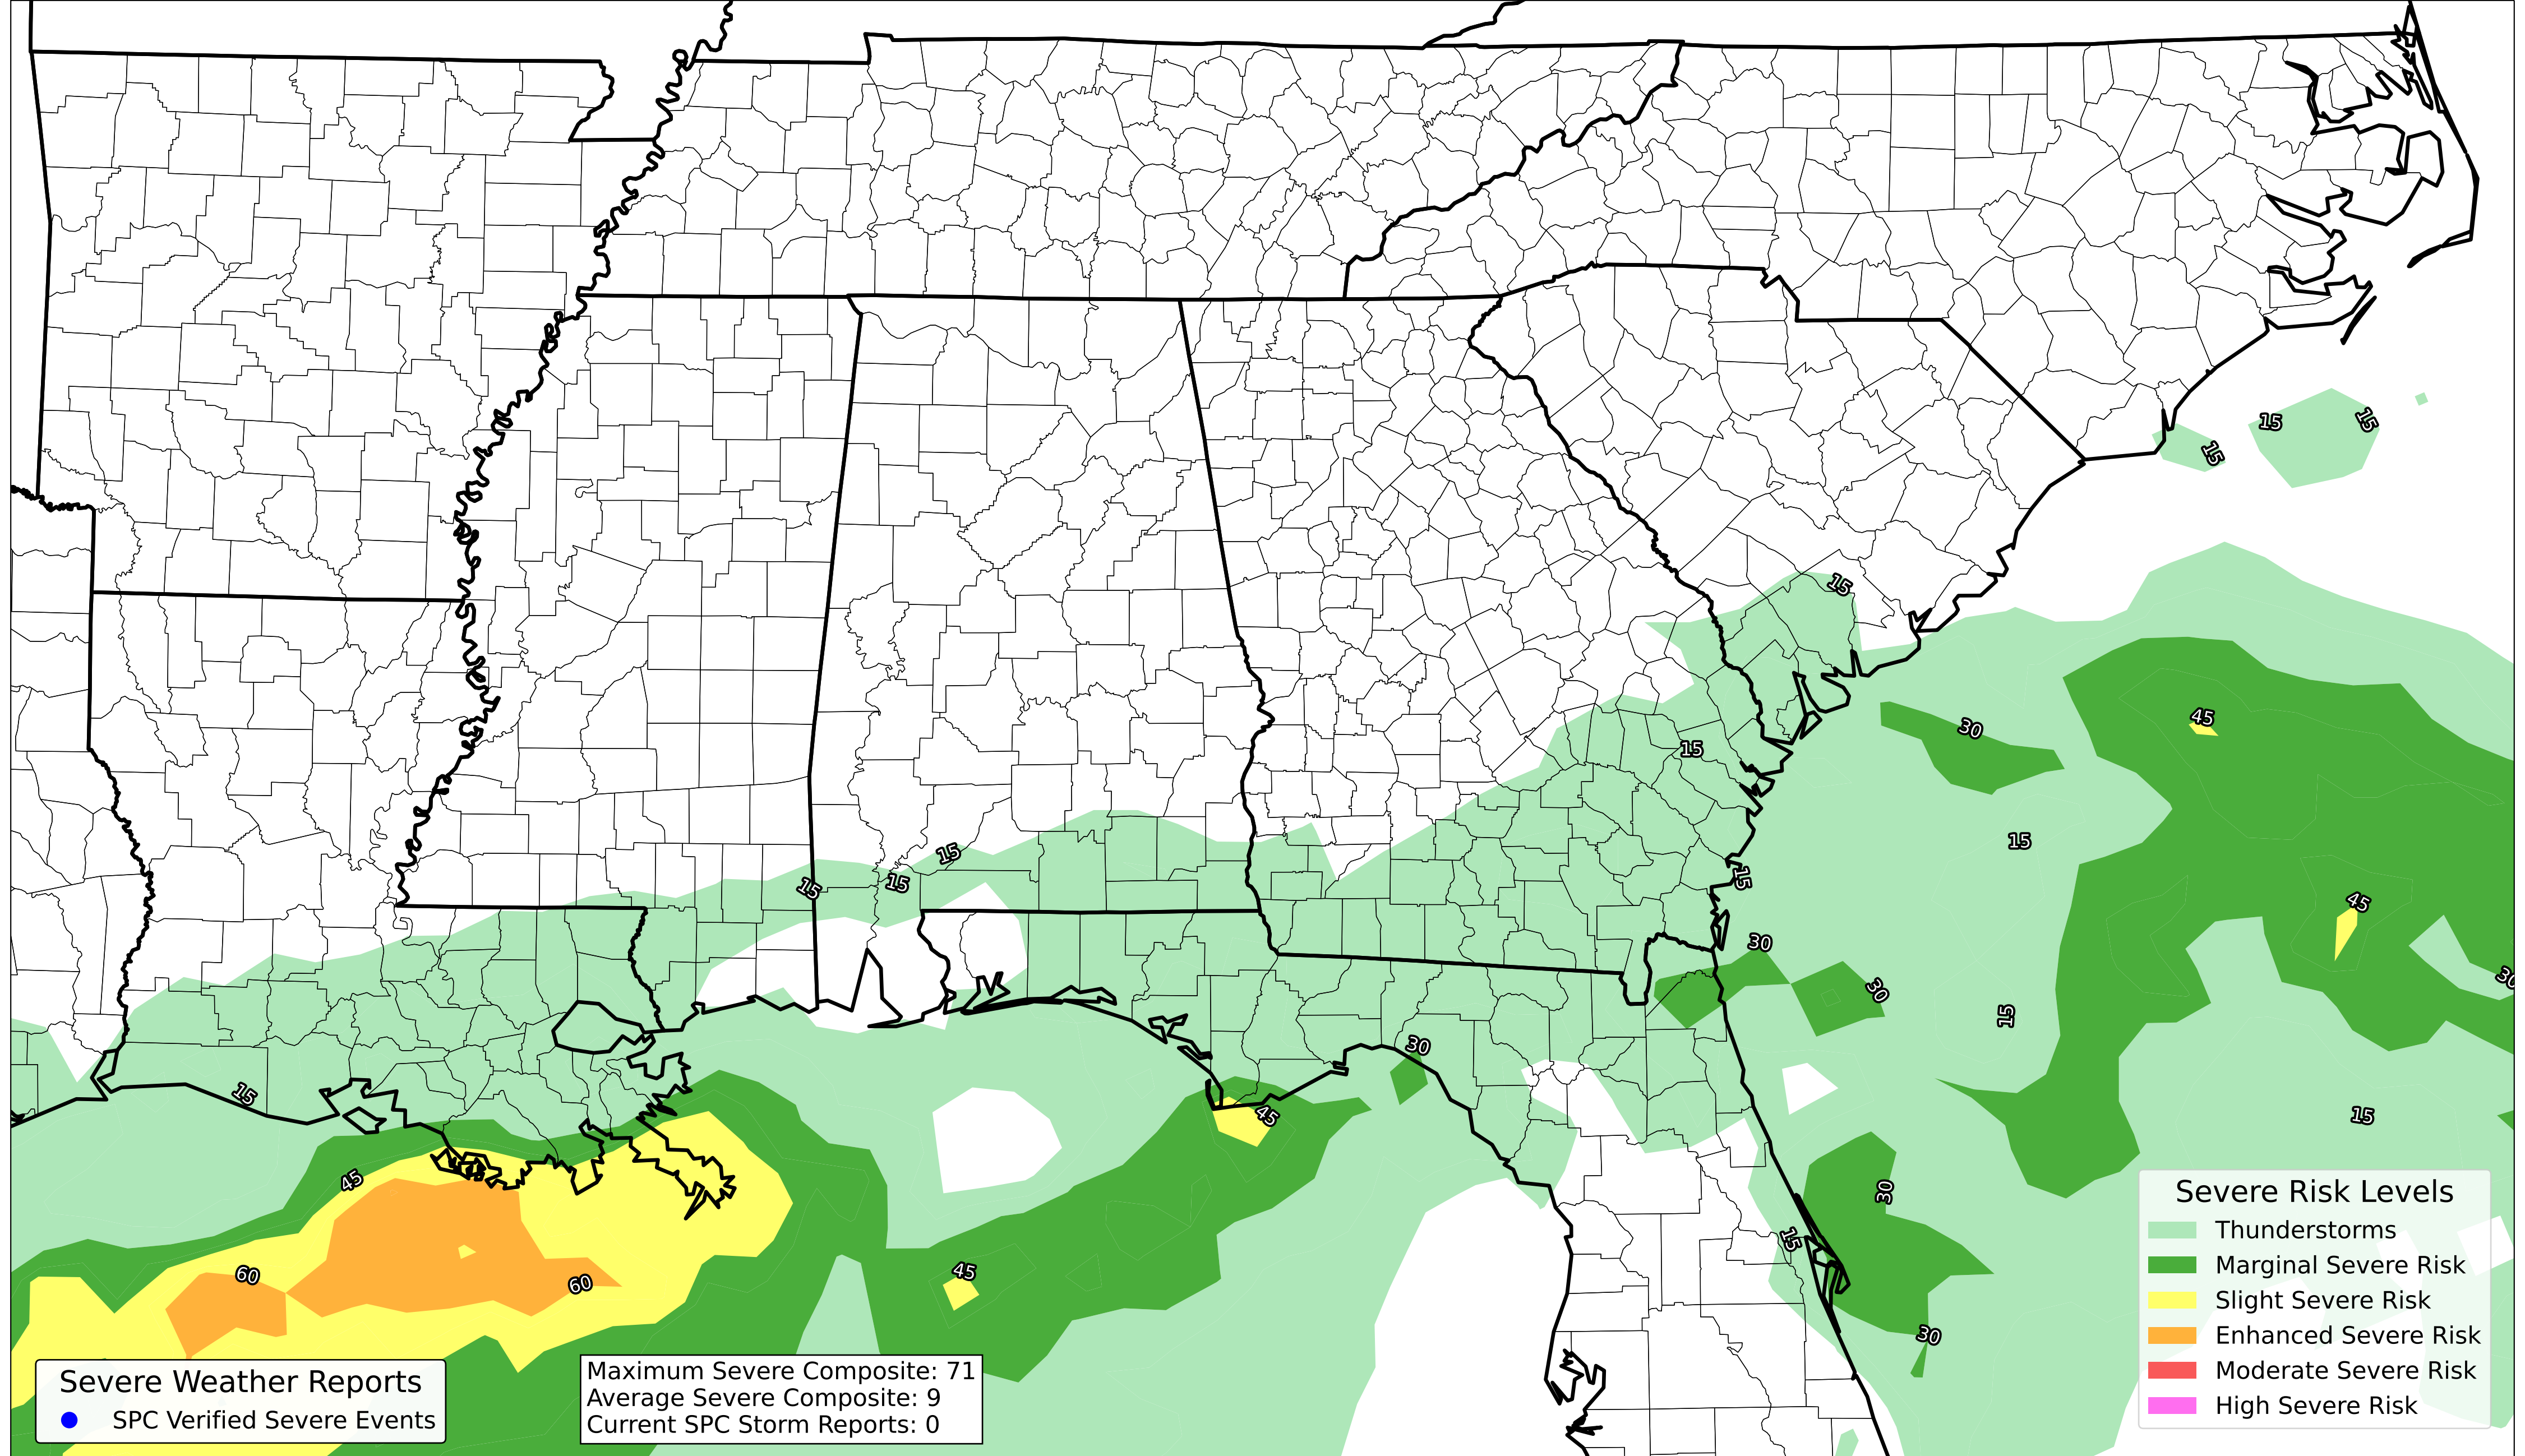 15
15
15
15
45
30
15
15
15
15
15
15
45
30
30
30
15
30
15
15
45
45
30
15
45
60
60
30
Severe Risk Levels
Thunderstorms
Marginal Severe Risk
Slight Severe Risk
Enhanced Severe Risk
Moderate Severe Risk
High Severe Risk
Severe Weather Reports
SPC Verified Severe Events
Maximum Severe Composite: 71
Average Severe Composite: 9
Current SPC Storm Reports: 0